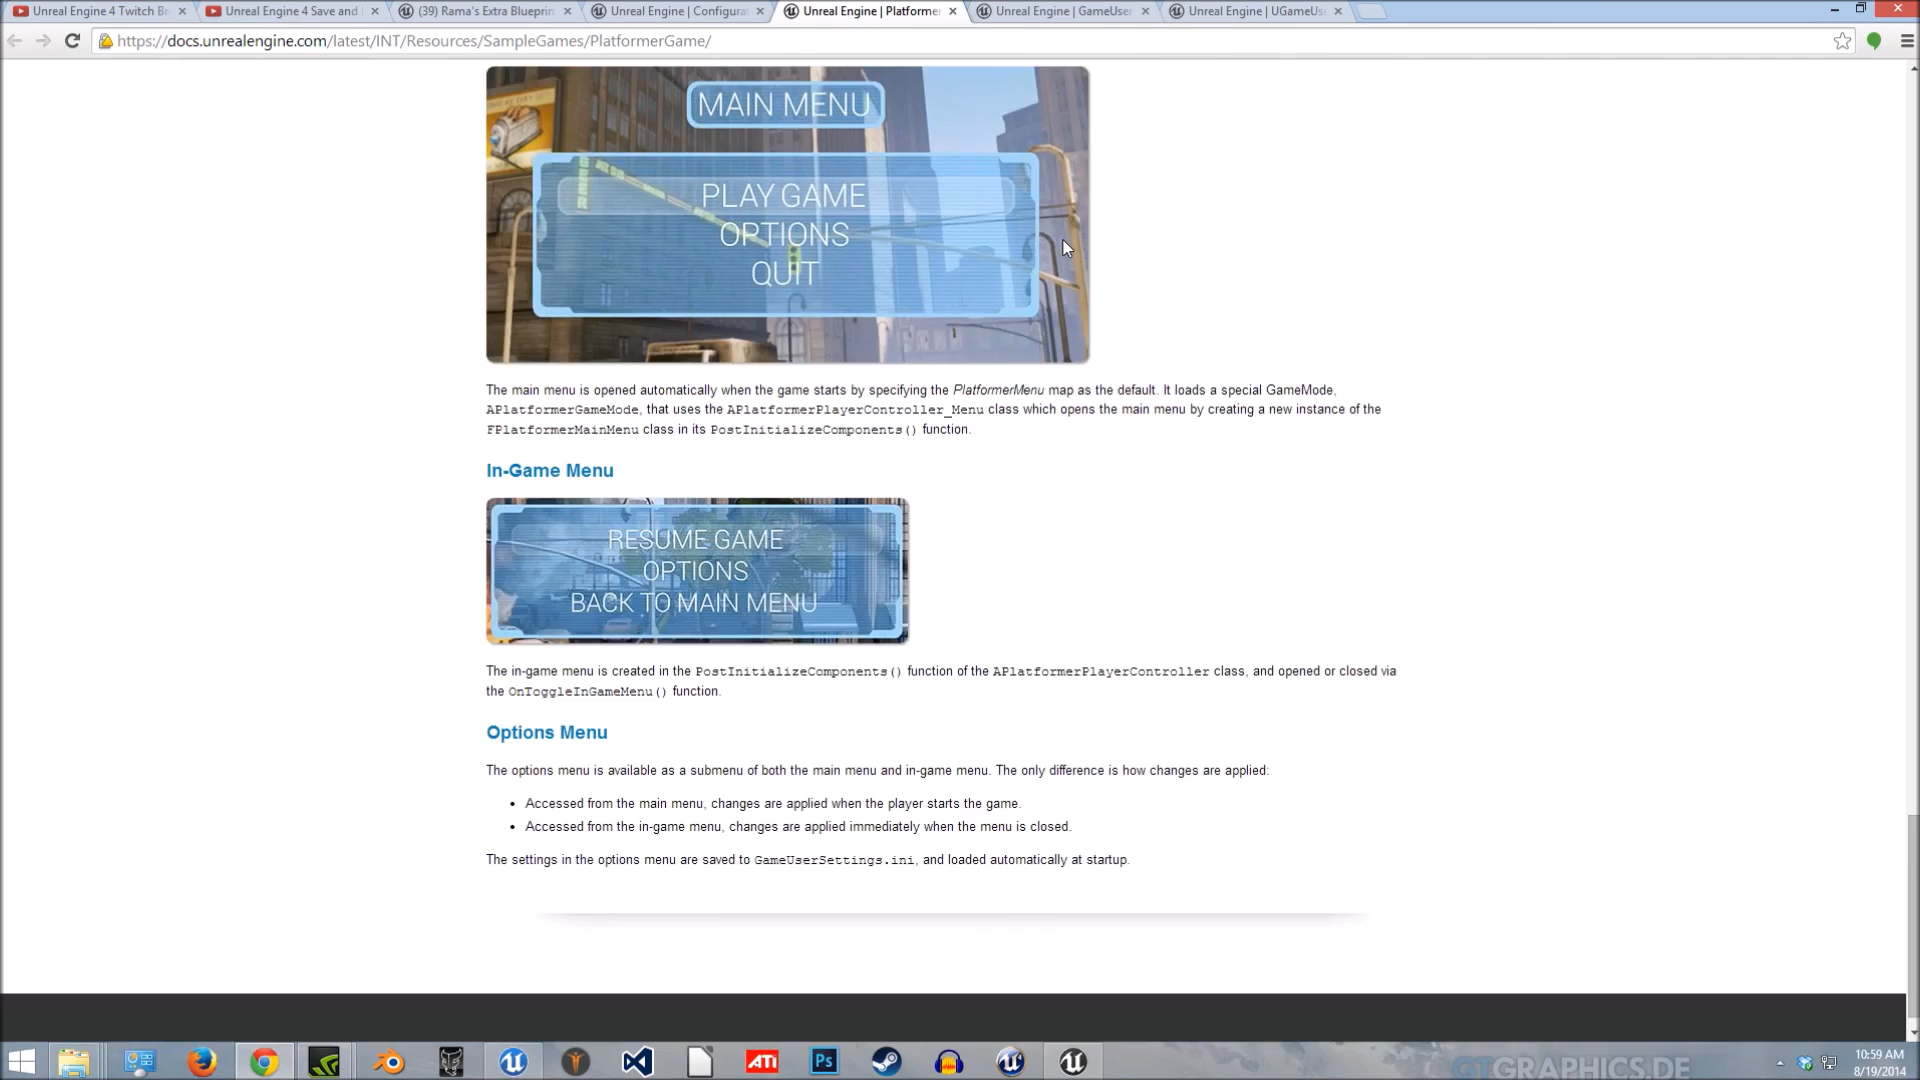 Unreal Engine 4 Twitch Br
Unreal Engine 4 Save and
(39) Rama's Extra Blueprin
Unreal Engine | Configura
Unreal Engine | Platformer
Unreal Engine | GameUser
Unreal Engine | UGameUs
https://docs.unrealengine.com/latest/INT/Resources/SampleGames/PlatformerGame/
MAIN MENU
PLAY GAME
OPTIONS
QUIT
The main menu is opened automatically when the game starts by specifying the PlatformerMenu map as the default. It loads a special GameMode,
APlatformerGameMode, that uses the APlatformerPlayerController_Menu class which opens the main menu by creating a new instance of the
FPlatformerMainMenu class in its PostInitializeComponents() function.
In-Game Menu
RESUME GAME
OPTIONS
BACK TO MAIN MENU
The in-game menu is created in the PostInitializeComponents() function of the APlatformerPlayerController class, and opened or closed via
the OnToggleInGameMenu() function.
Options Menu
The options menu is available as a submenu of both the main menu and in-game menu. The only difference is how changes are applied:
• Accessed from the main menu, changes are applied when the player starts the game.
• Accessed from the in-game menu, changes are applied immediately when the menu is closed.
The settings in the options menu are saved to GameUserSettings.ini, and loaded automatically at startup.
ATi
Ps
GTGRAPHICS.DE
10:59 AM
8/19/2014